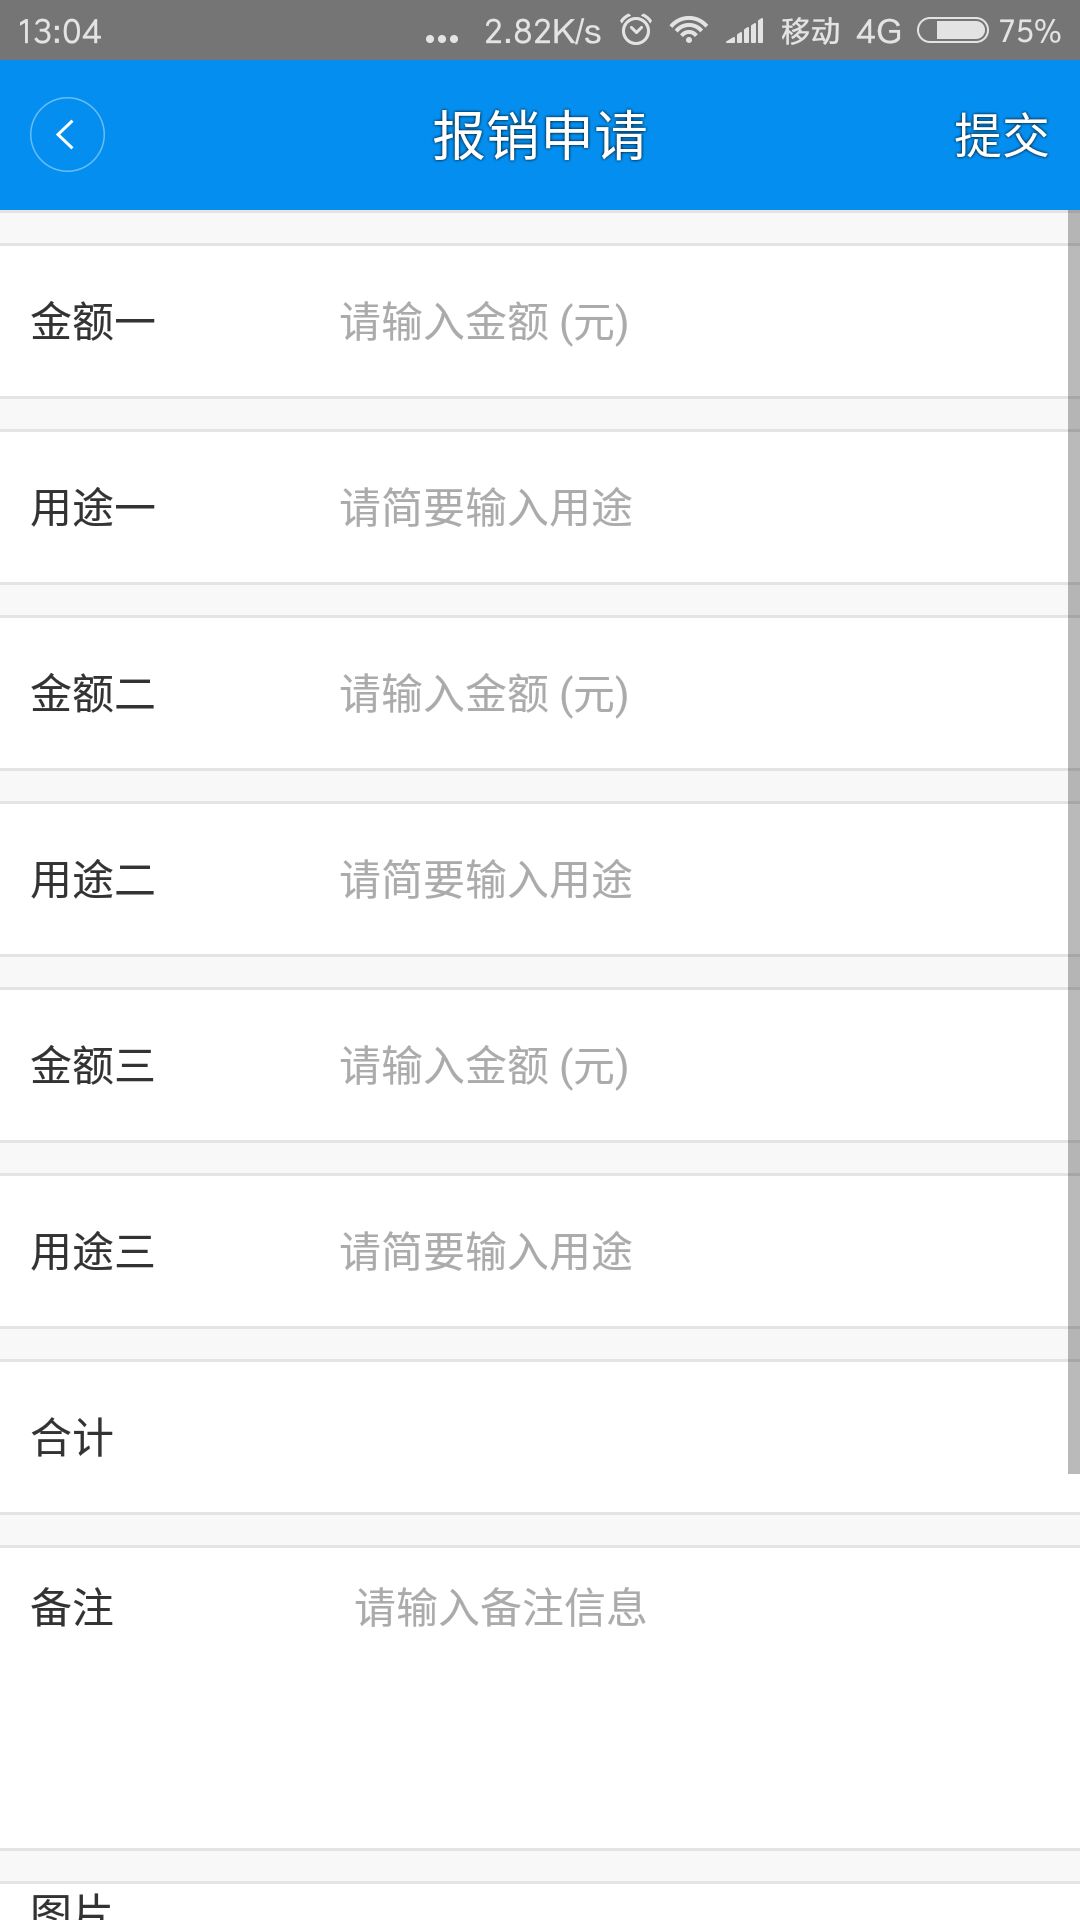 13:04 ... 2.82K/s 移动 4G 75%
报销申请 提交
金额一 请输入金额 (元)
用途一 请简要输入用途
金额二 请输入金额 (元)
用途二 请简要输入用途
金额三 请输入金额 (元)
用途三 请简要输入用途
合计
备注 请输入备注信息
图片